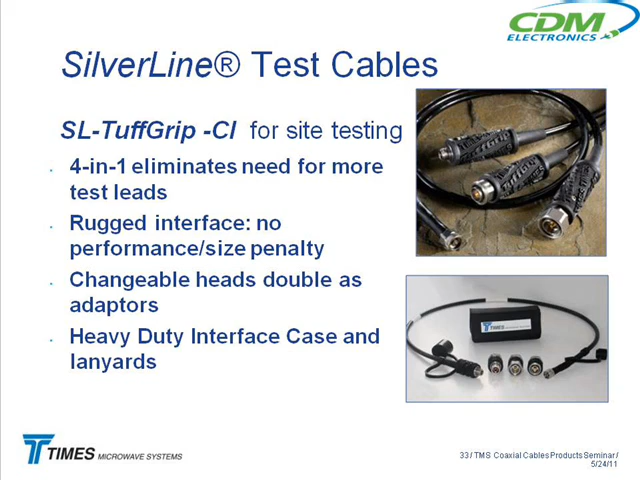 CDM
ELECTRONICS
SilverLine® Test Cables
SL-TuffGrip -CI for site testing
4-in-1 eliminates need for more
test leads
Rugged interface: no
performance/size penalty
Changeable heads double as
adaptors
Heavy Duty Interface Case and
lanyards
TUFFGRIP
TIMES
TIMES MICROWAVE SYSTEMS
33 / TMS Coaxial Cables Products Seminar /
5/24/11